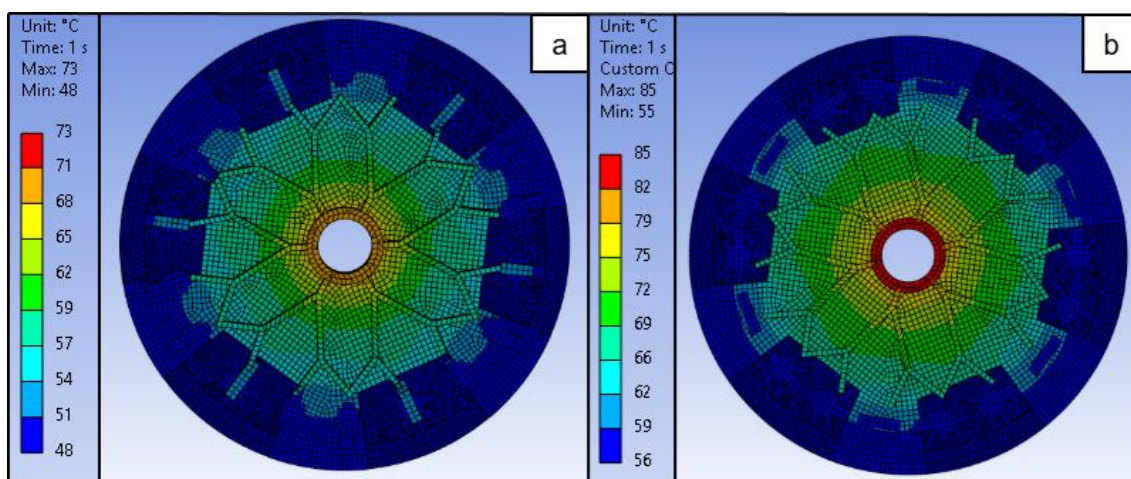 Unit: °C
Time: 1 s
Max: 73
Min: 48
73
71
68
65
62
59
57
54
51
48
a
Unit: °C
Time: 1 s
Custom C
Max: 85
Min: 55
85
82
79
75
72
69
66
62
59
56
b